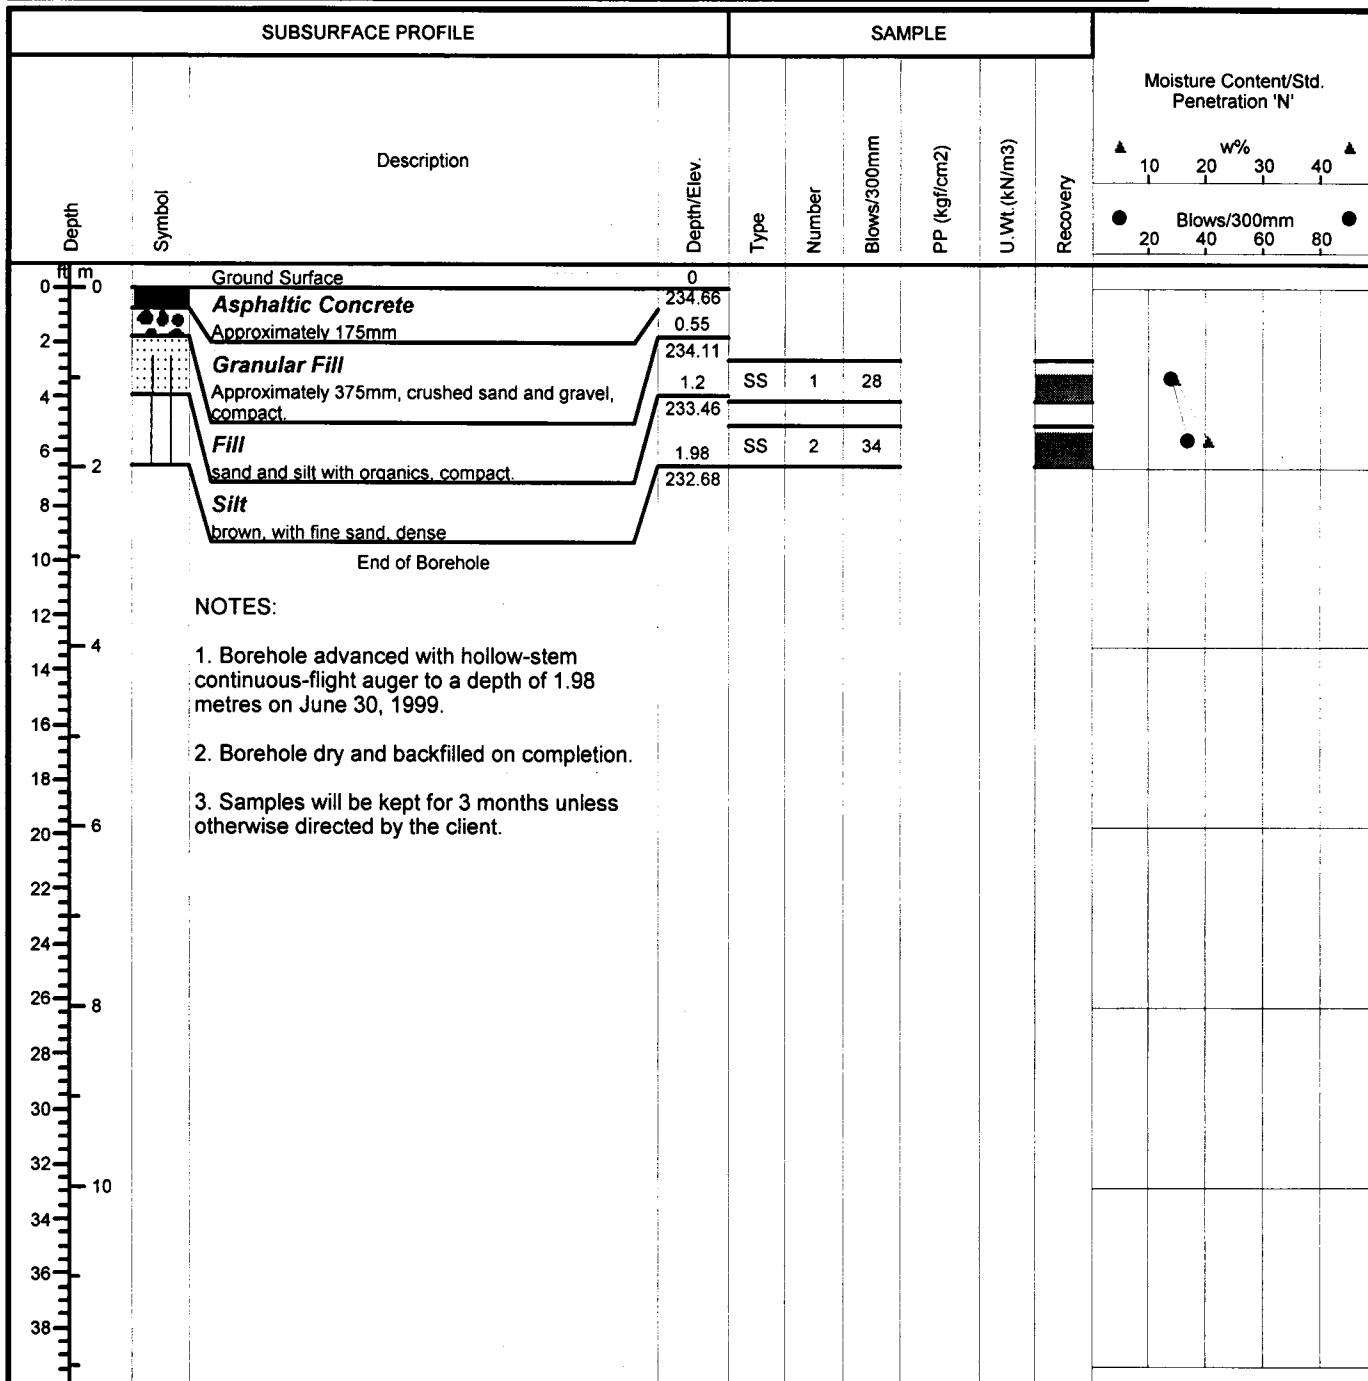 SUBSURFACE PROFILE
SAMPLE
Moisture Content/Std.
Penetration 'N'
w%
10 20 30 40
Blows/300mm
20 40 60 80
Depth
Symbol
Description
Depth/Elev.
Type
Number
Blows/300mm
PP (kgf/cm2)
U.Wt.(kN/m3)
Recovery
ft m
0 0
Ground Surface
0
234.66
Asphaltic Concrete
Approximately 175mm
0.55
234.11
2
Granular Fill
Approximately 375mm, crushed sand and gravel,
compact.
1.2
233.46
SS 1 28
4
Fill
sand and silt with organics, compact.
1.98
232.68
SS 2 34
6
2
Silt
brown, with fine sand, dense
8
End of Borehole
10
NOTES:
12
1. Borehole advanced with hollow-stem
continuous-flight auger to a depth of 1.98
metres on June 30, 1999.
4
14
16
2. Borehole dry and backfilled on completion.
18
3. Samples will be kept for 3 months unless
otherwise directed by the client.
6
20
22
24
26
8
28
30
32
10
34
36
38